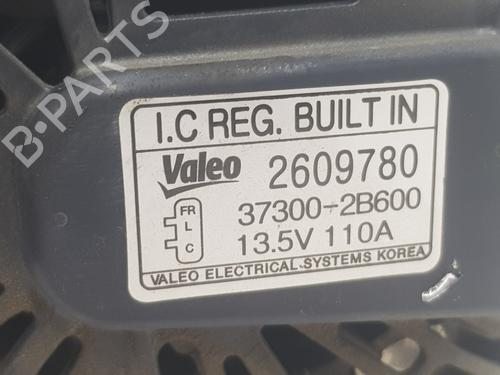 B-PARTS
I.C REG. BUILT IN
Valeo 2609780
FR
L
C
37300-2B600
13.5V 110A
VALEO ELECTRICAL SYSTEMS KOREA